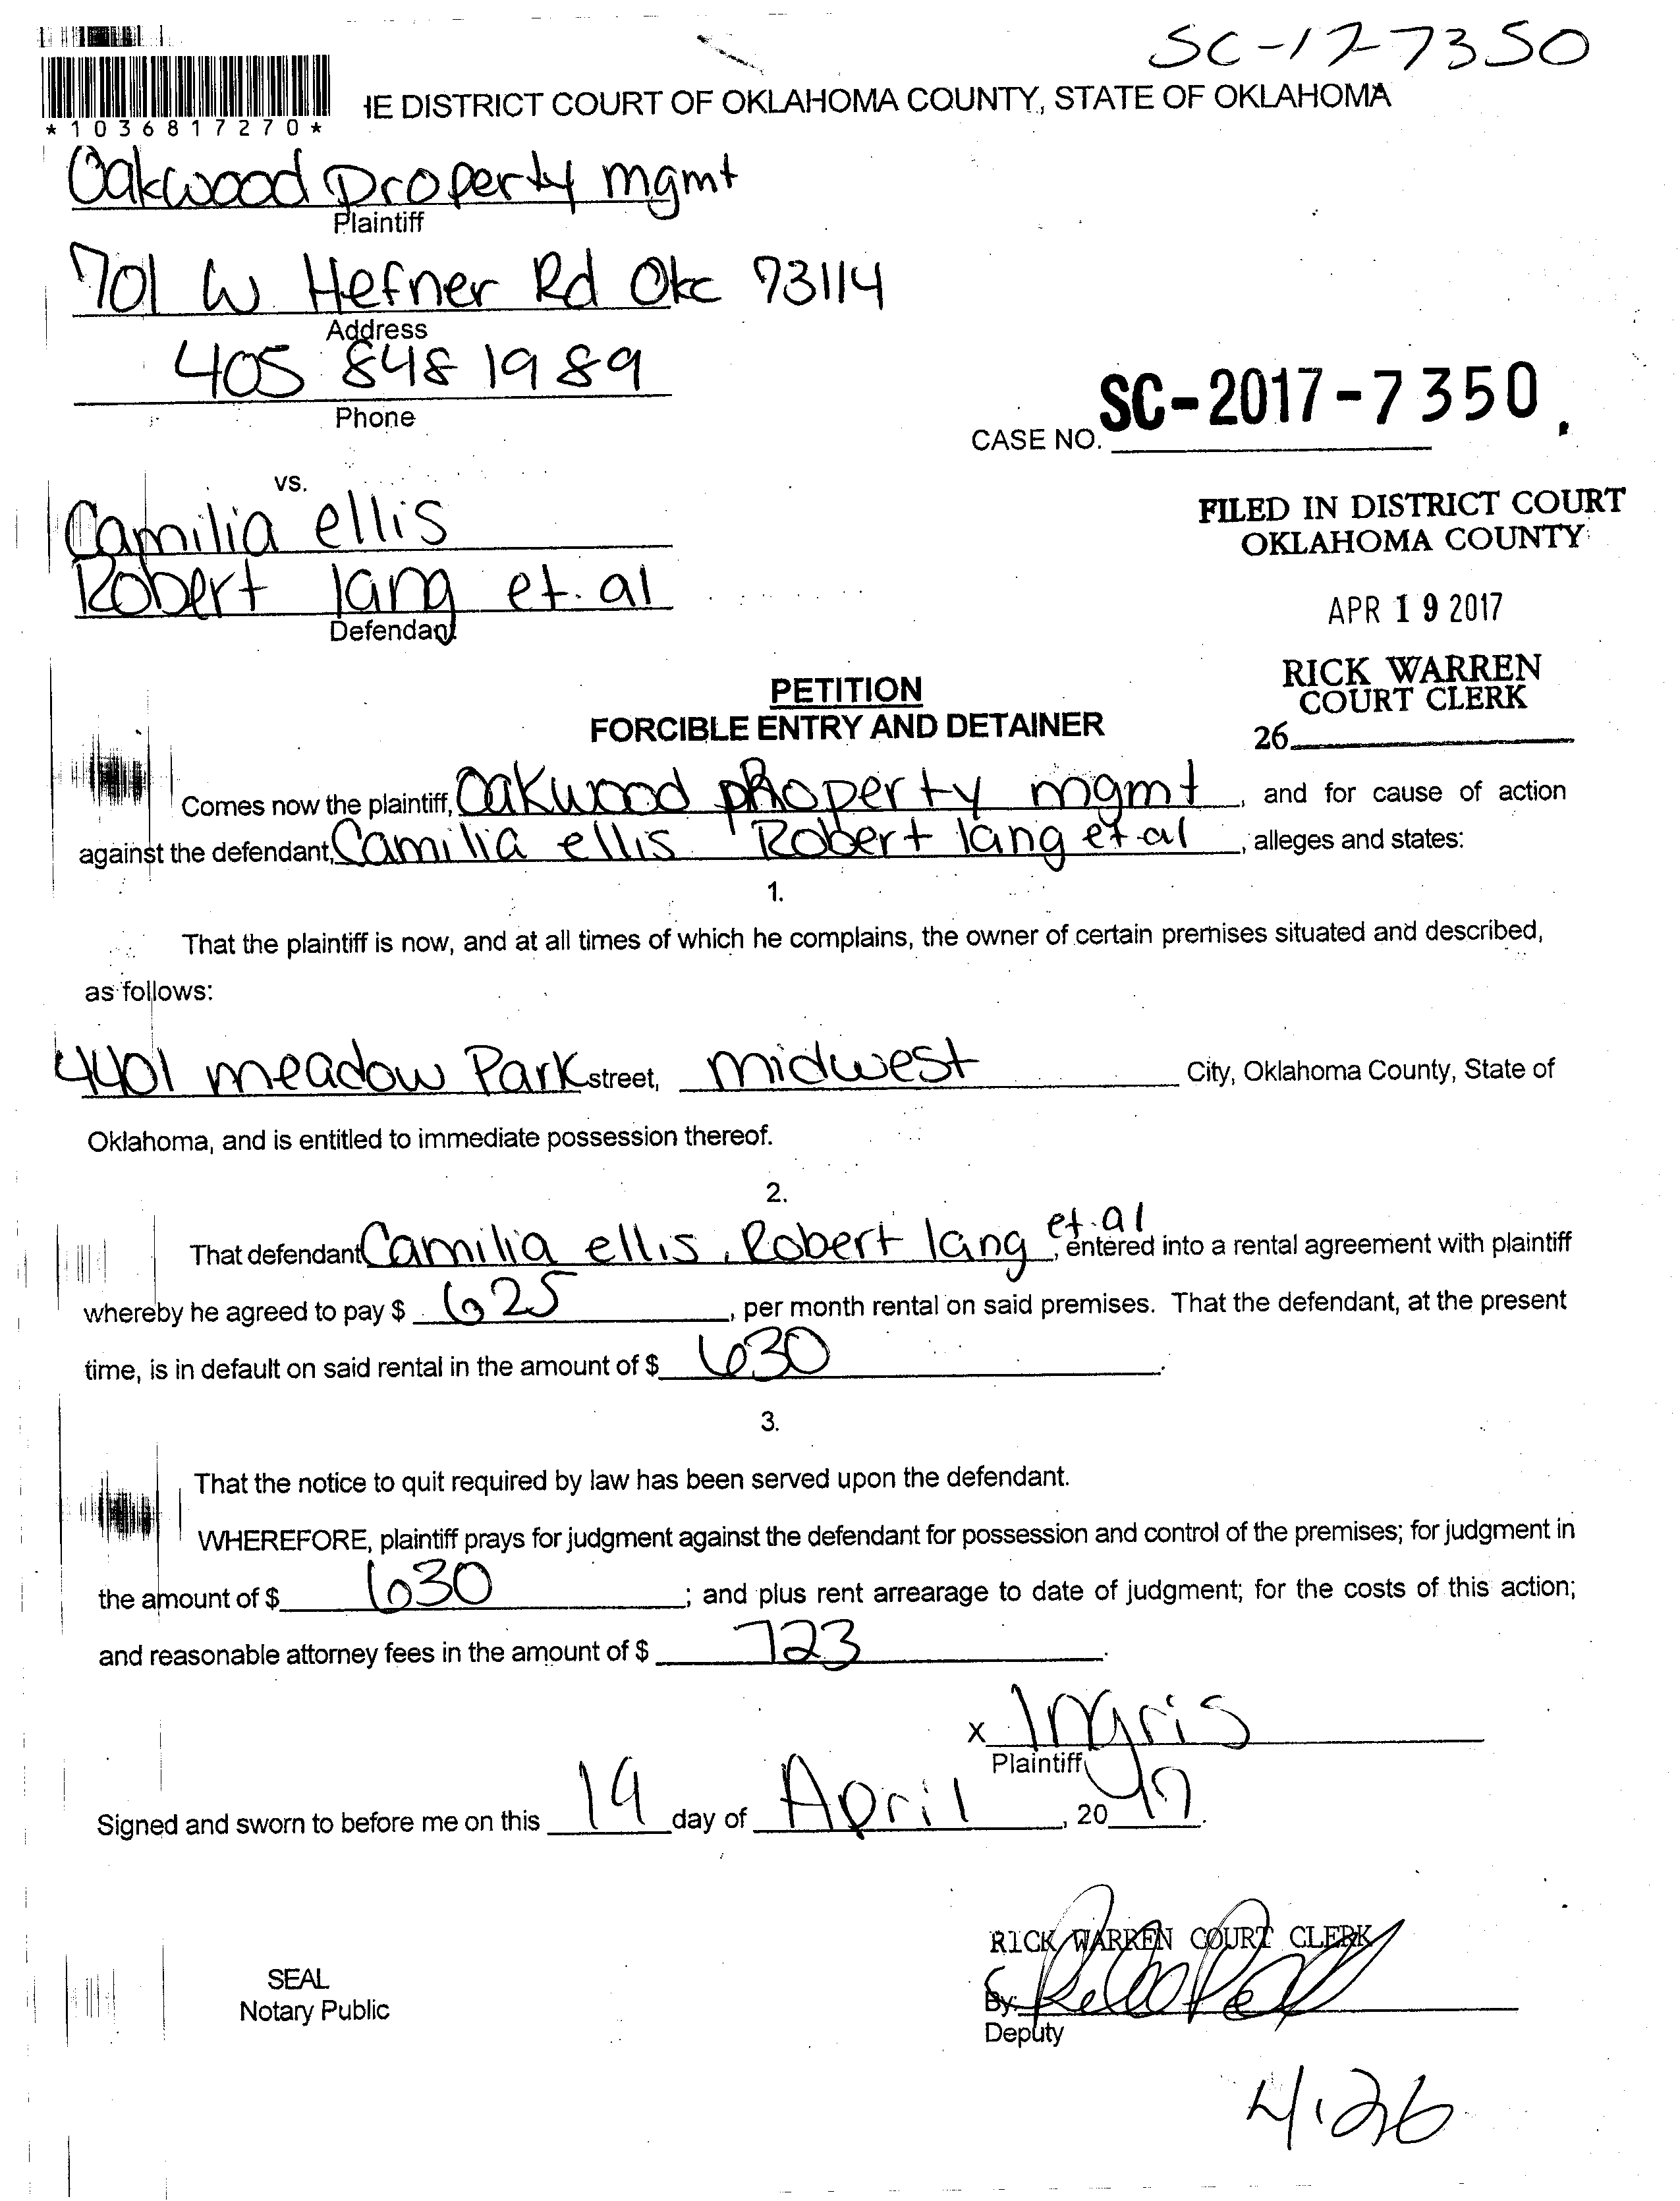 SC-17-7350
*1036817270*
IE DISTRICT COURT OF OKLAHOMA COUNTY, STATE OF OKLAHOMA
Oakwood Property mgmt
Plaintiff
701 W Hefner Rd Okc 73114
Address
405 848 1989
Phone
SC-2017-7350
CASE NO.
vs.
Camilia ellis
Robert lang et. al
Defendant
FILED IN DISTRICT COURT
OKLAHOMA COUNTY
APR 19 2017
RICK WARREN
COURT CLERK
26
PETITION
FORCIBLE ENTRY AND DETAINER
Comes now the plaintiff, Oakwood property mgmt, and for cause of action
against the defendant, Camilia ellis Robert lang et al, alleges and states:
1.
That the plaintiff is now, and at all times of which he complains, the owner of certain premises situated and described,
as follows:
4401 meadow Park street, midwest City, Oklahoma County, State of
Oklahoma, and is entitled to immediate possession thereof.
2.
That defendant Camilia ellis, Robert lang et. al, entered into a rental agreement with plaintiff
whereby he agreed to pay $ 625, per month rental on said premises. That the defendant, at the present
time, is in default on said rental in the amount of $ 630.
3.
That the notice to quit required by law has been served upon the defendant.
WHEREFORE, plaintiff prays for judgment against the defendant for possession and control of the premises; for judgment in
the amount of $ 630; and plus rent arrearage to date of judgment; for the costs of this action;
and reasonable attorney fees in the amount of $ 723.
x Ingris
Plaintiff
Signed and sworn to before me on this 19 day of April, 2017.
RICK WARREN COURT CLERK
SEAL
Notary Public
By:
Deputy
4.26